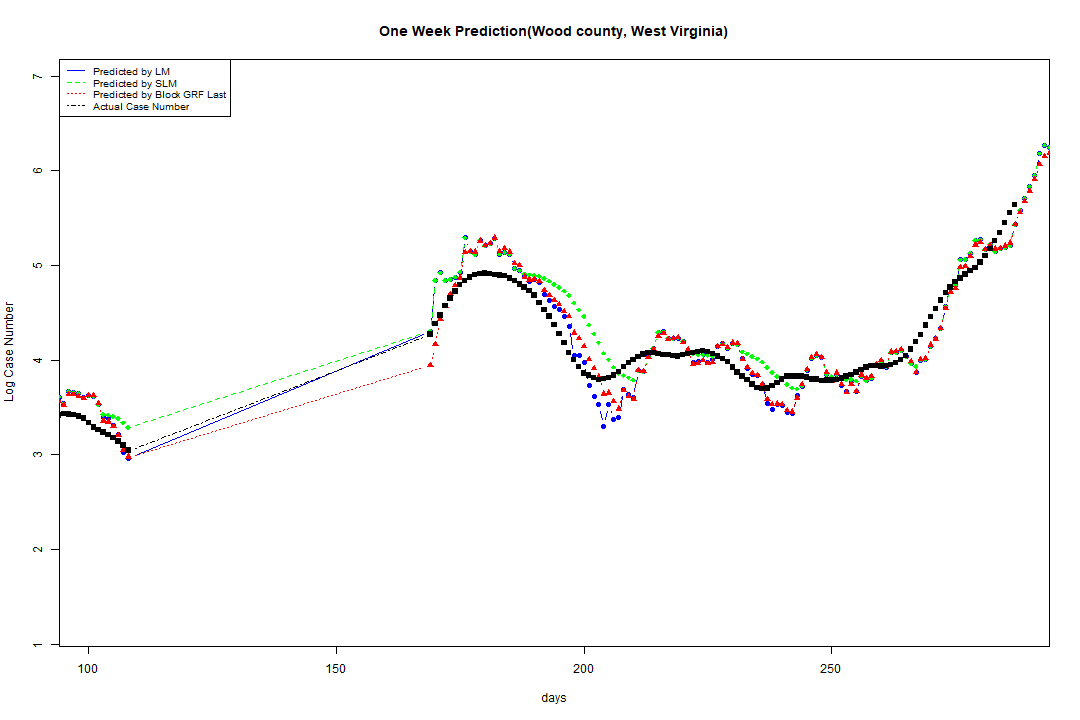 One Week Prediction(Wood county, West Virginia)
Predicted by LM
Predicted by SLM
Predicted by Block GRF Last
Actual Case Number
7
6
5
4
3
2
1
Log Case Number
100 150 200 250
days